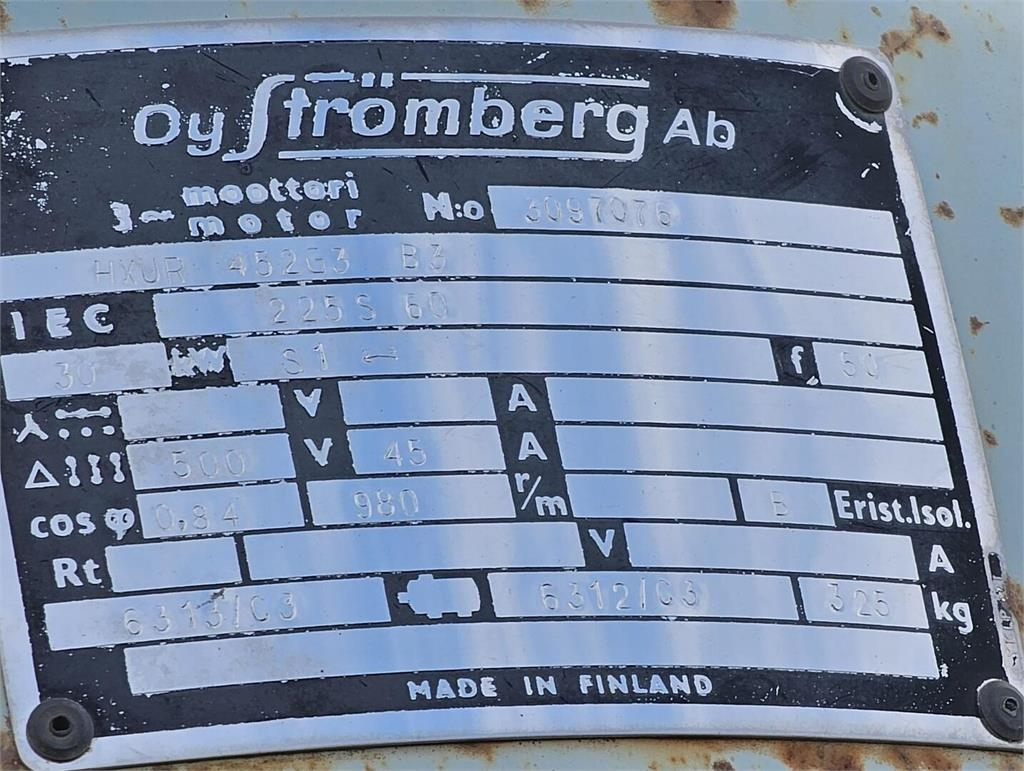 Oy Strömberg Ab
3~ moottori motor N:o 3097076
HXUR 452G3 B3
IEC 225S 60
30 kW S1 f 50
V A
Δ 500 V 45 A
cosφ 0,84 980 r/m B Erist.Isol.
Rt V A
6313/C3 6312/C3 325 kg
MADE IN FINLAND